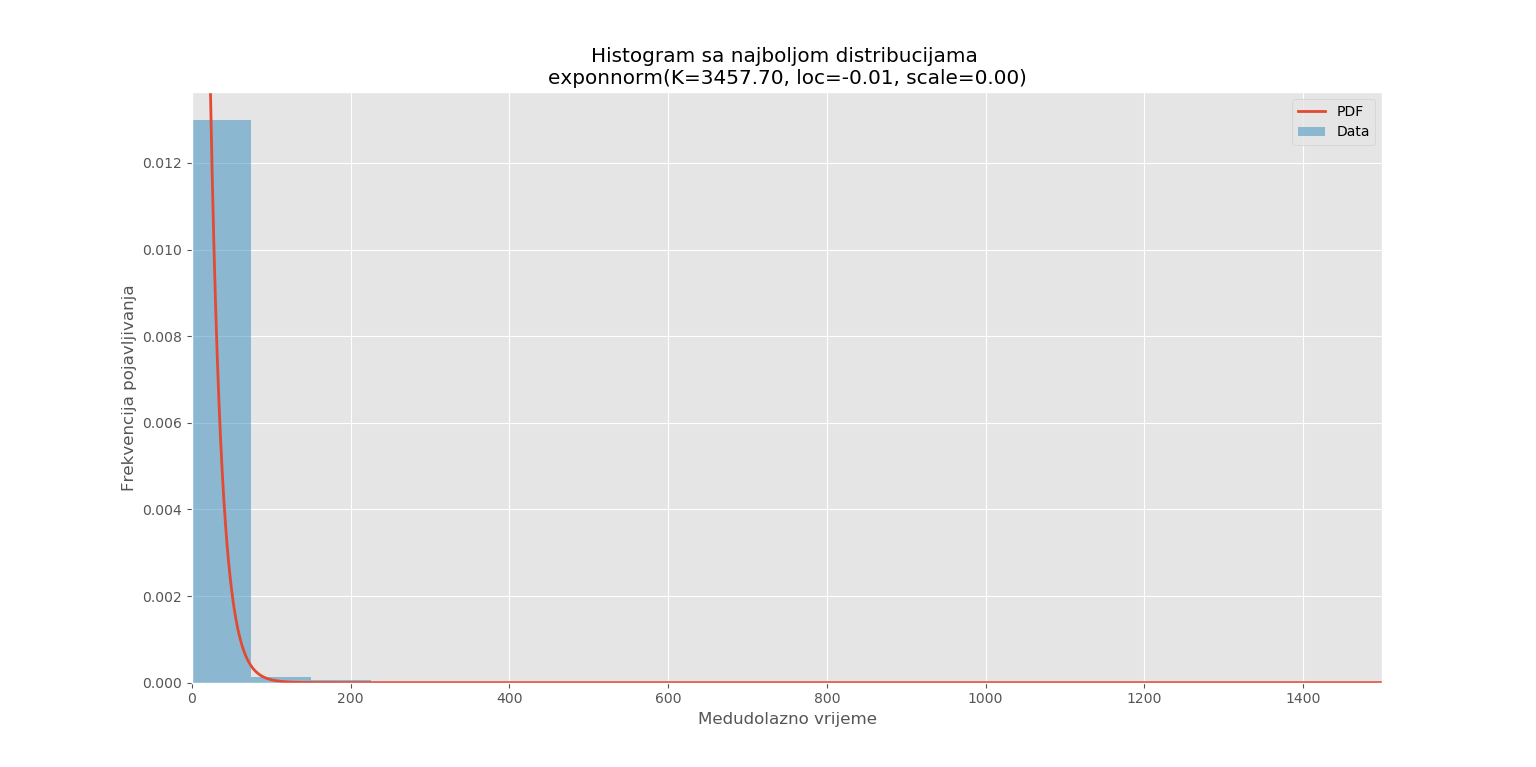 Histogram sa najboljom distribucijama
exponnorm(K=3457.70, loc=-0.01, scale=0.00)
PDF
Data
Frekvencija pojavljivanja
0.012
0.010
0.008
0.006
0.004
0.002
0.000
0
200
400
600
800
1000
1200
1400
Medudolazno vrijeme